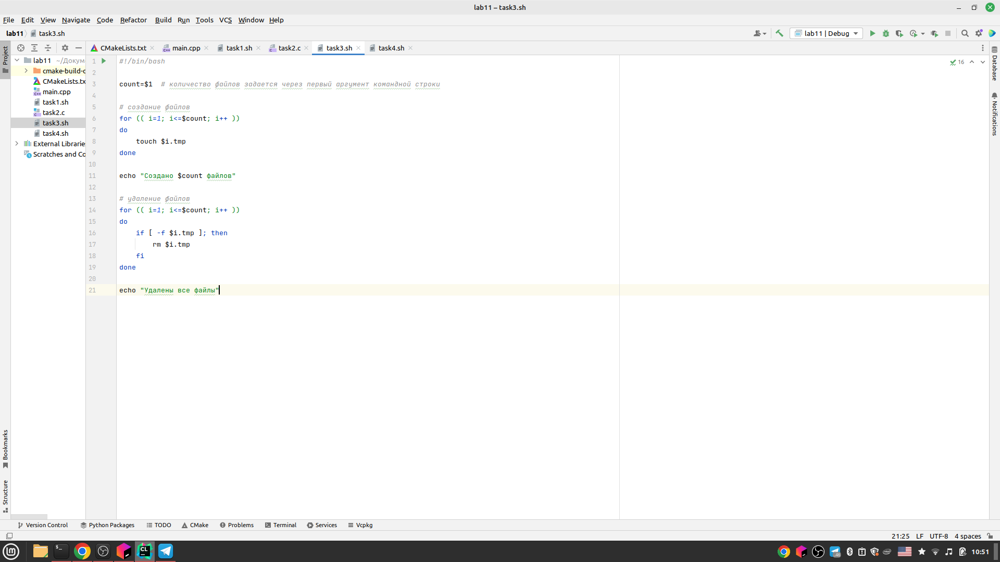 lab11 – task3.sh
File Edit View Navigate Code Refactor Build Run Tools VCS Window Help
lab11 task3.sh lab11 | Debug
Project
CMakeLists.txt main.cpp task1.sh task2.c task3.sh task4.sh
lab11 ~/Докум
cmake-build-d
CMakeLists.tx
main.cpp
task1.sh
task2.c
task3.sh
task4.sh
External Librarie
Scratches and Co
1 #!/bin/bash
2
3 count=$1  # количество файлов задается через первый аргумент командной строки
4
5 # создание файлов
6 for (( i=1; i<=$count; i++ ))
7 do
8     touch $i.tmp
9 done
10
11 echo "Создано $count файлов"
12
13 # удаление файлов
14 for (( i=1; i<=$count; i++ ))
15 do
16     if [ -f $i.tmp ]; then
17         rm $i.tmp
18     fi
19 done
20
21 echo "Удалены все файлы"
16
Database
Notifications
Bookmarks
Structure
Version Control Python Packages TODO CMake Problems Terminal Services Vcpkg
21:25 LF UTF-8 4 spaces
10:51